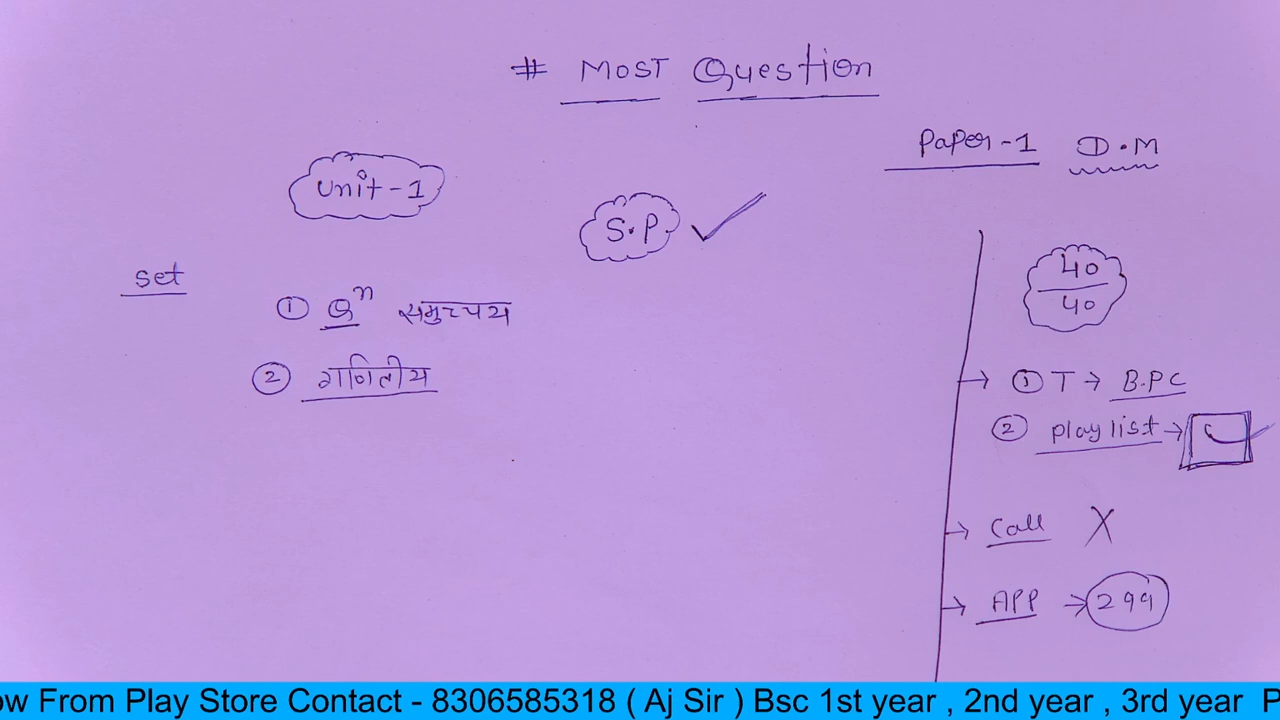 # MOST Question
Paper-1 D.M
Unit-1
S.P
Set
① Qⁿ समुच्चय
② गणितीय
40
40
① T → B.P.C
② play list →
→ Call X
→ APP → 299
ow From Play Store Contact - 8306585318 ( Aj Sir ) Bsc 1st year , 2nd year , 3rd year P